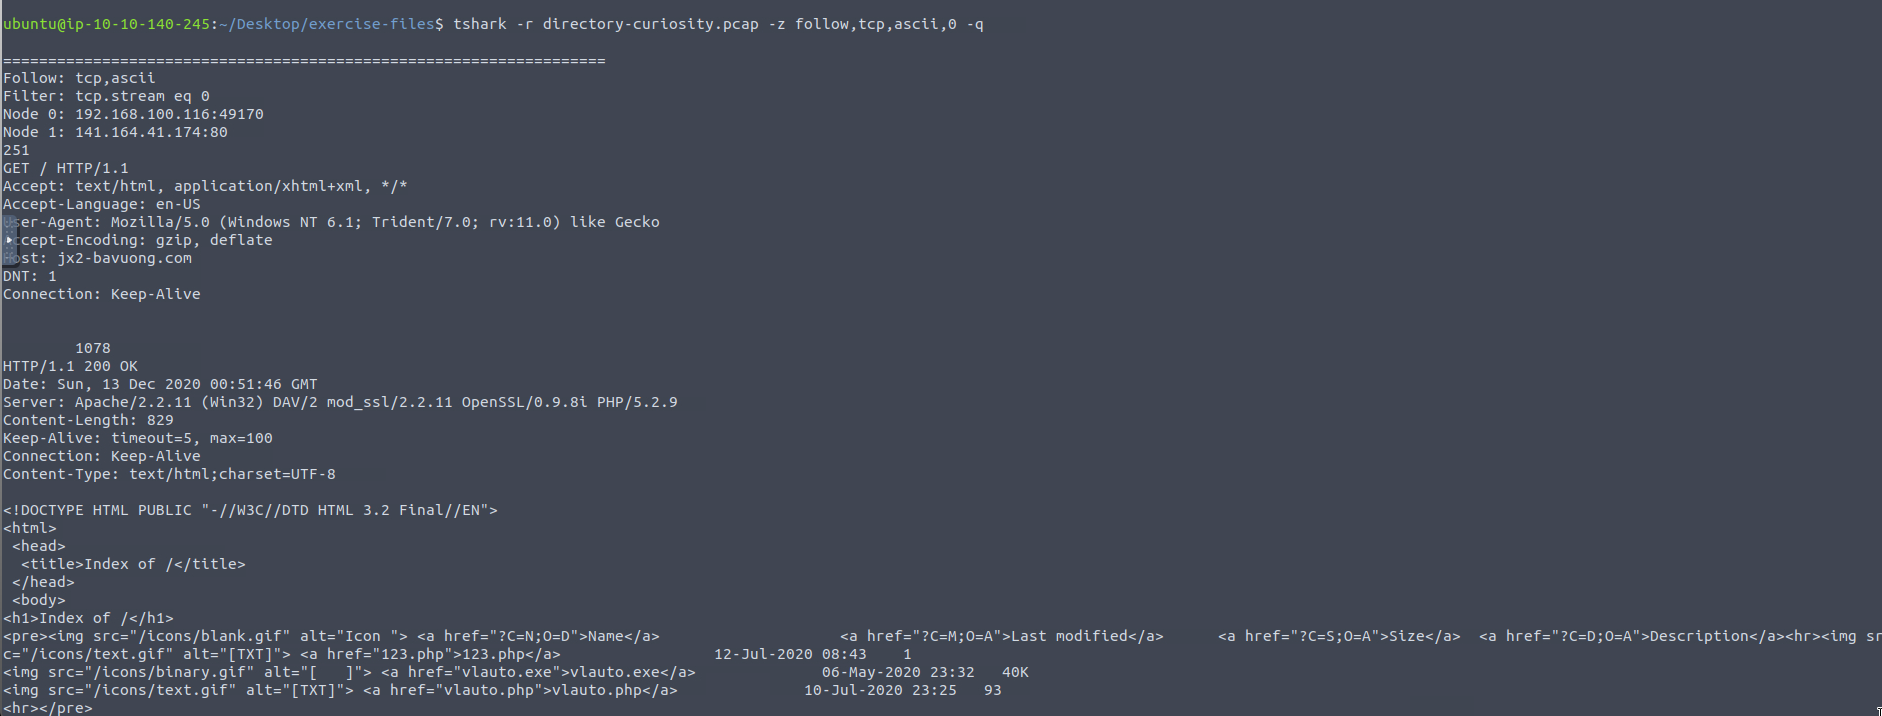 ubuntu@ip-10-10-140-245:~/Desktop/exercise-files$ tshark -r directory-curiosity.pcap -z follow,tcp,ascii,0 -q
===================================================================
Follow: tcp,ascii
Filter: tcp.stream eq 0
Node 0: 192.168.100.116:49170
Node 1: 141.164.41.174:80
251
GET / HTTP/1.1
Accept: text/html, application/xhtml+xml, */*
Accept-Language: en-US
User-Agent: Mozilla/5.0 (Windows NT 6.1; Trident/7.0; rv:11.0) like Gecko
Accept-Encoding: gzip, deflate
Host: jx2-bavuong.com
DNT: 1
Connection: Keep-Alive
1078
HTTP/1.1 200 OK
Date: Sun, 13 Dec 2020 00:51:46 GMT
Server: Apache/2.2.11 (Win32) DAV/2 mod_ssl/2.2.11 OpenSSL/0.9.8i PHP/5.2.9
Content-Length: 829
Keep-Alive: timeout=5, max=100
Connection: Keep-Alive
Content-Type: text/html;charset=UTF-8
<!DOCTYPE HTML PUBLIC "-//W3C//DTD HTML 3.2 Final//EN">
<html>
 <head>
  <title>Index of /</title>
 </head>
 <body>
<h1>Index of /</h1>
<pre><img src="/icons/blank.gif" alt="Icon "> <a href="?C=N;O=D">Name</a>                    <a href="?C=M;O=A">Last modified</a>      <a href="?C=S;O=A">Size</a>  <a href="?C=D;O=A">Description</a><hr><img sr
c="/icons/text.gif" alt="[TXT]"> <a href="123.php">123.php</a>                 12-Jul-2020 08:43    1
<img src="/icons/binary.gif" alt="[   ]"> <a href="vlauto.exe">vlauto.exe</a>              06-May-2020 23:32   40K
<img src="/icons/text.gif" alt="[TXT]"> <a href="vlauto.php">vlauto.php</a>              10-Jul-2020 23:25   93
<hr></pre>